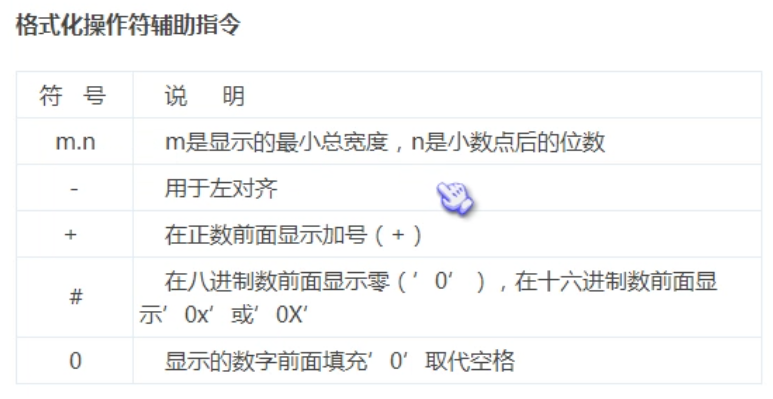 格式化操作符辅助指令
符 号 说 明
m.n m是显示的最小总宽度，n是小数点后的位数
- 用于左对齐
+ 在正数前面显示加号（+）
# 在八进制数前面显示零（'0'），在十六进制数前面显
示'0x'或'0X'
0 显示的数字前面填充'0'取代空格